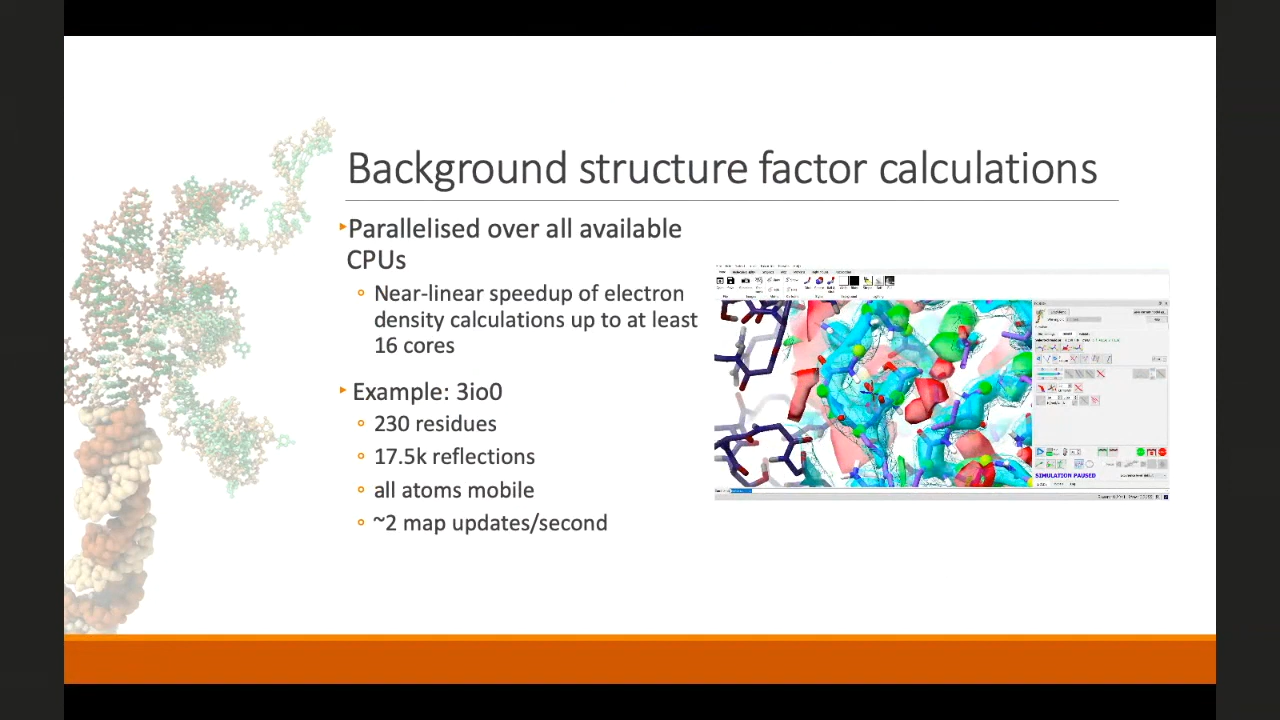 Background structure factor calculations
Parallelised over all available
CPUs
Near-linear speedup of electron
density calculations up to at least
16 cores
Example: 3io0
230 residues
17.5k reflections
all atoms mobile
~2 map updates/second
SIMULATION PAUSED